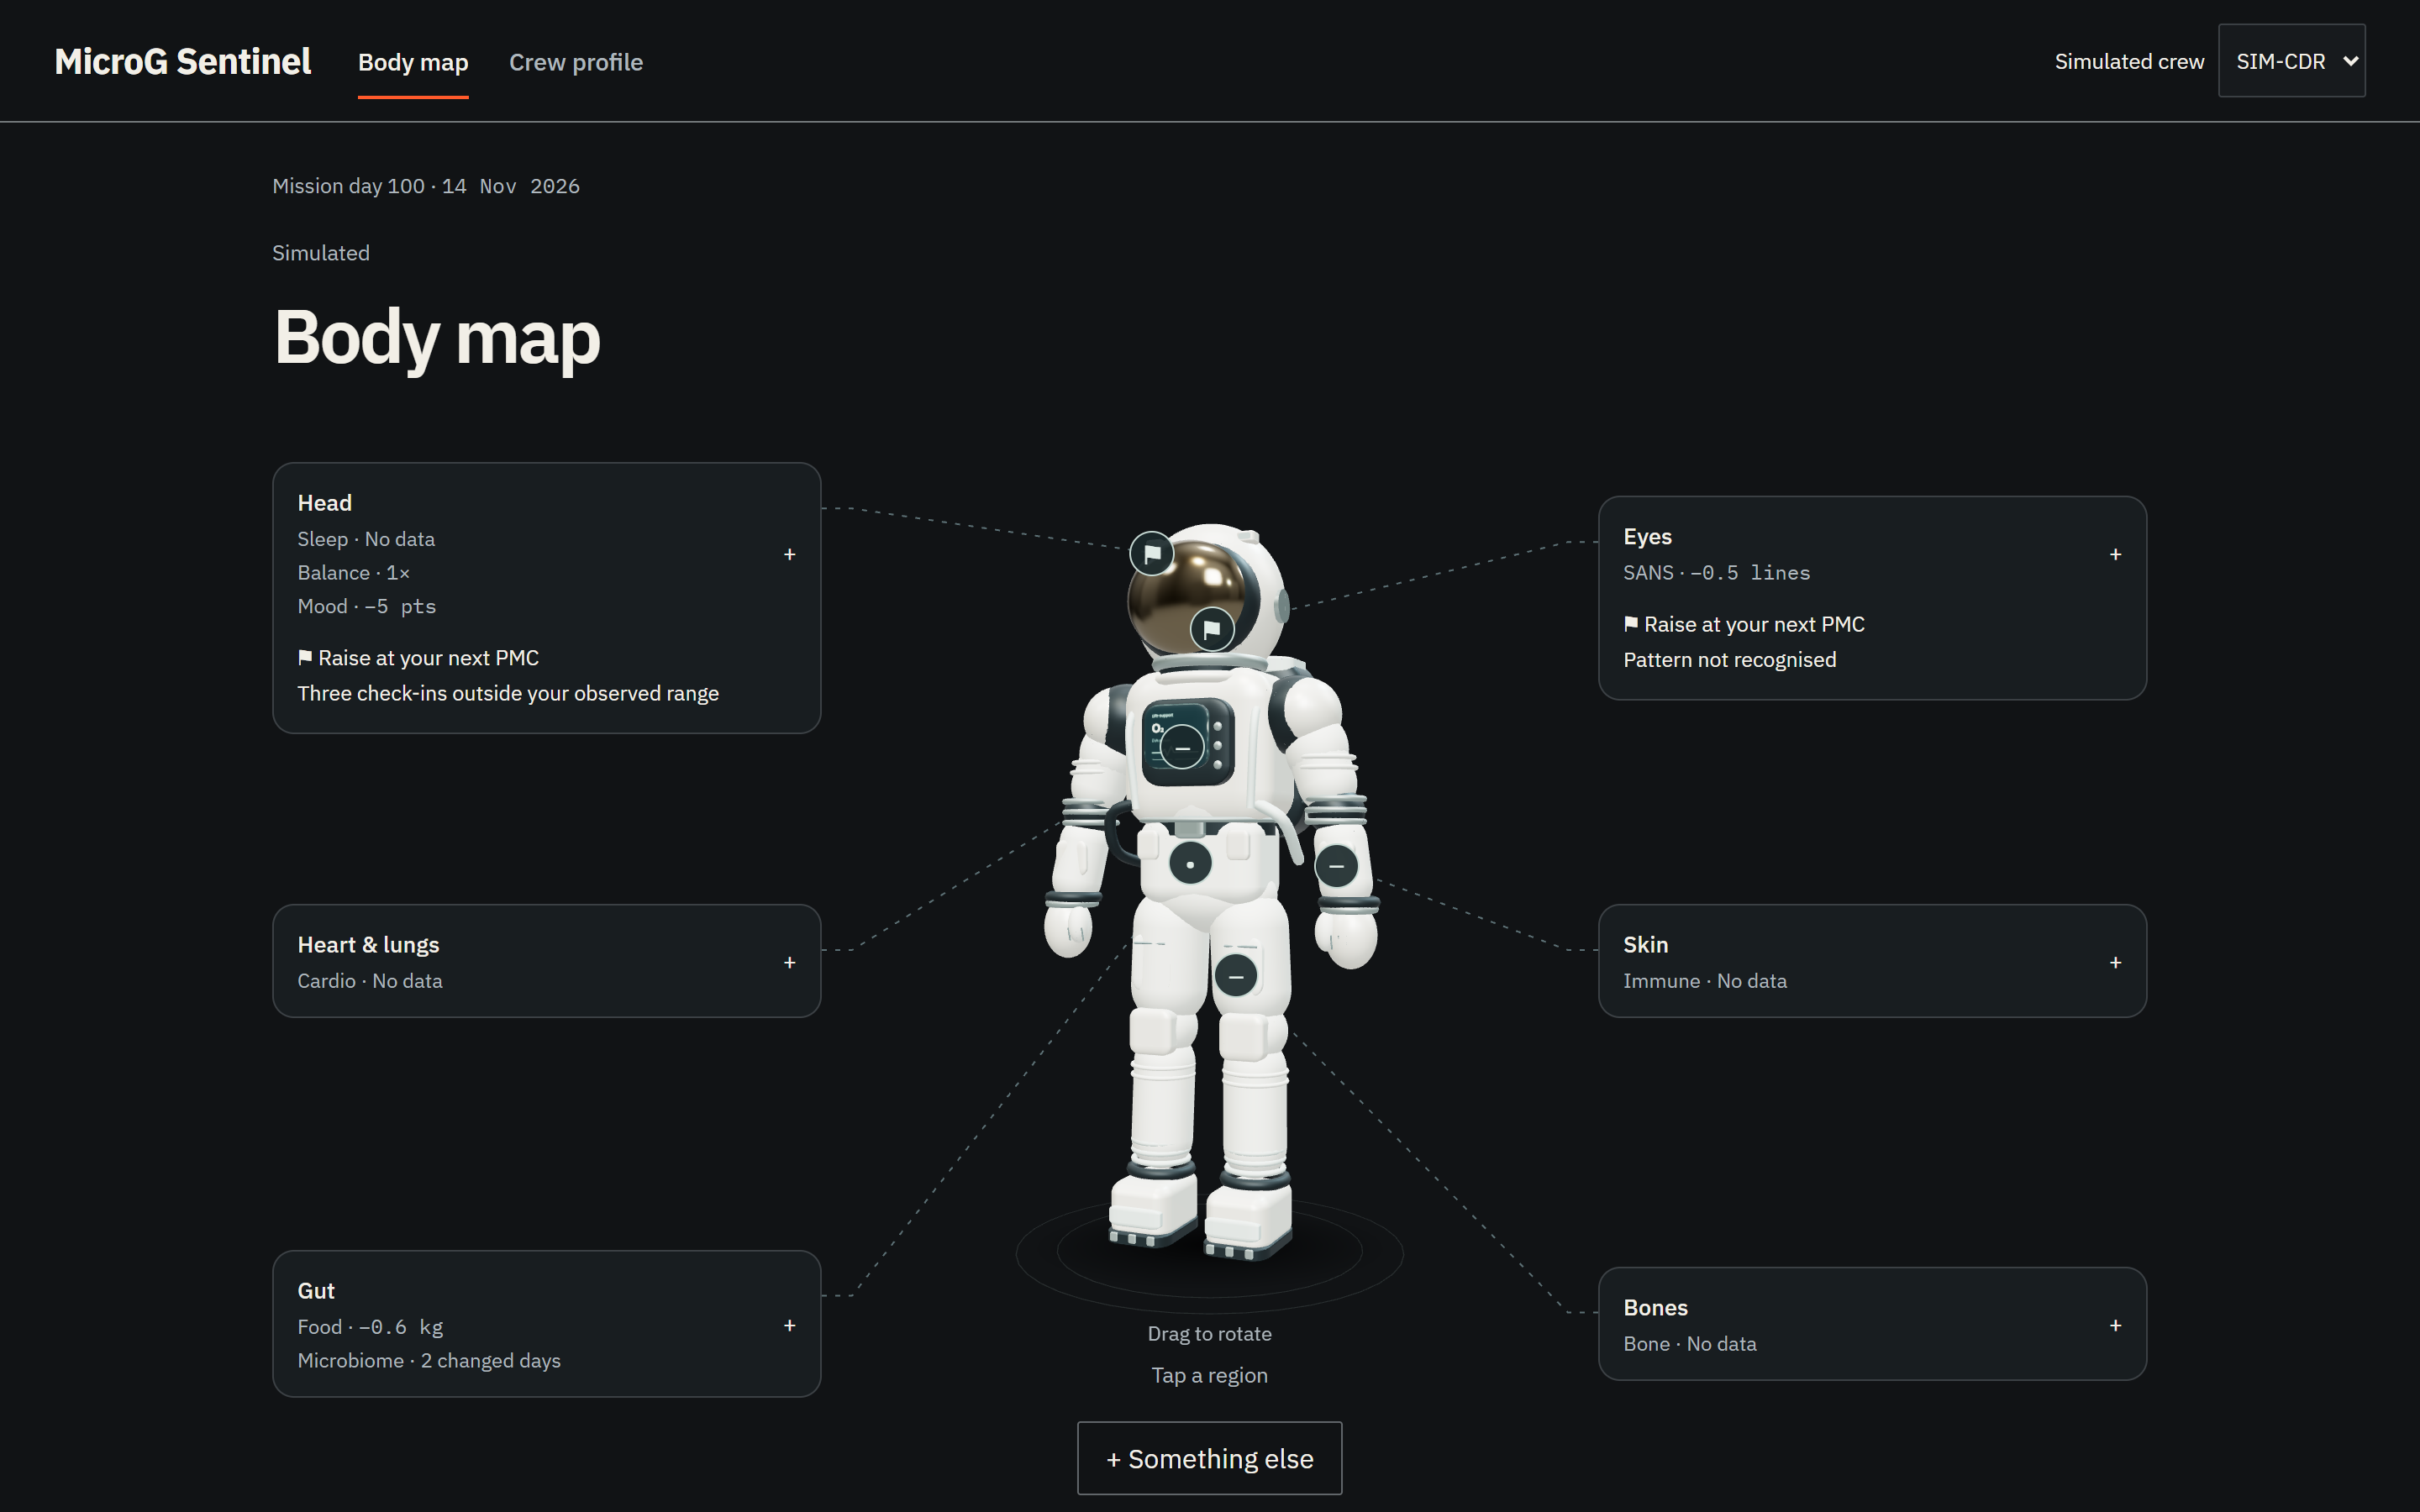 MicroG Sentinel
Body map
Crew profile
Simulated crew
SIM-CDR
Mission day 100 · 14 Nov 2026
Simulated
Body map
Head
Sleep · No data
Balance · 1×
Mood · −5 pts
⚑ Raise at your next PMC
Three check-ins outside your observed range
+
Eyes
SANS · −0.5 lines
⚑ Raise at your next PMC
Pattern not recognised
+
O₂
Heart & lungs
Cardio · No data
+
Skin
Immune · No data
+
Gut
Food · −0.6 kg
Microbiome · 2 changed days
+
Bones
Bone · No data
+
Drag to rotate
Tap a region
+ Something else